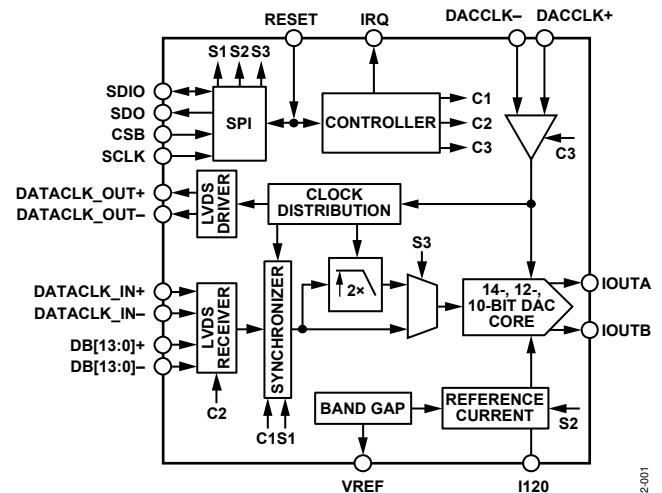 RESET
IRQ
DACCLK–
DACCLK+
S1 S2 S3
SDIO
SDO
CSB
SCLK
SPI
CONTROLLER
C1
C2
C3
C3
DATACLK_OUT+
DATACLK_OUT–
LVDS
DRIVER
CLOCK
DISTRIBUTION
S3
DATACLK_IN+
DATACLK_IN–
DB[13:0]+
DB[13:0]–
LVDS
RECEIVER
SYNCHRONIZER
2×
14-, 12-,
10-BIT DAC
CORE
IOUTA
IOUTB
C2
C1S1
BAND GAP
REFERENCE
CURRENT
S2
VREF
I120
2-001